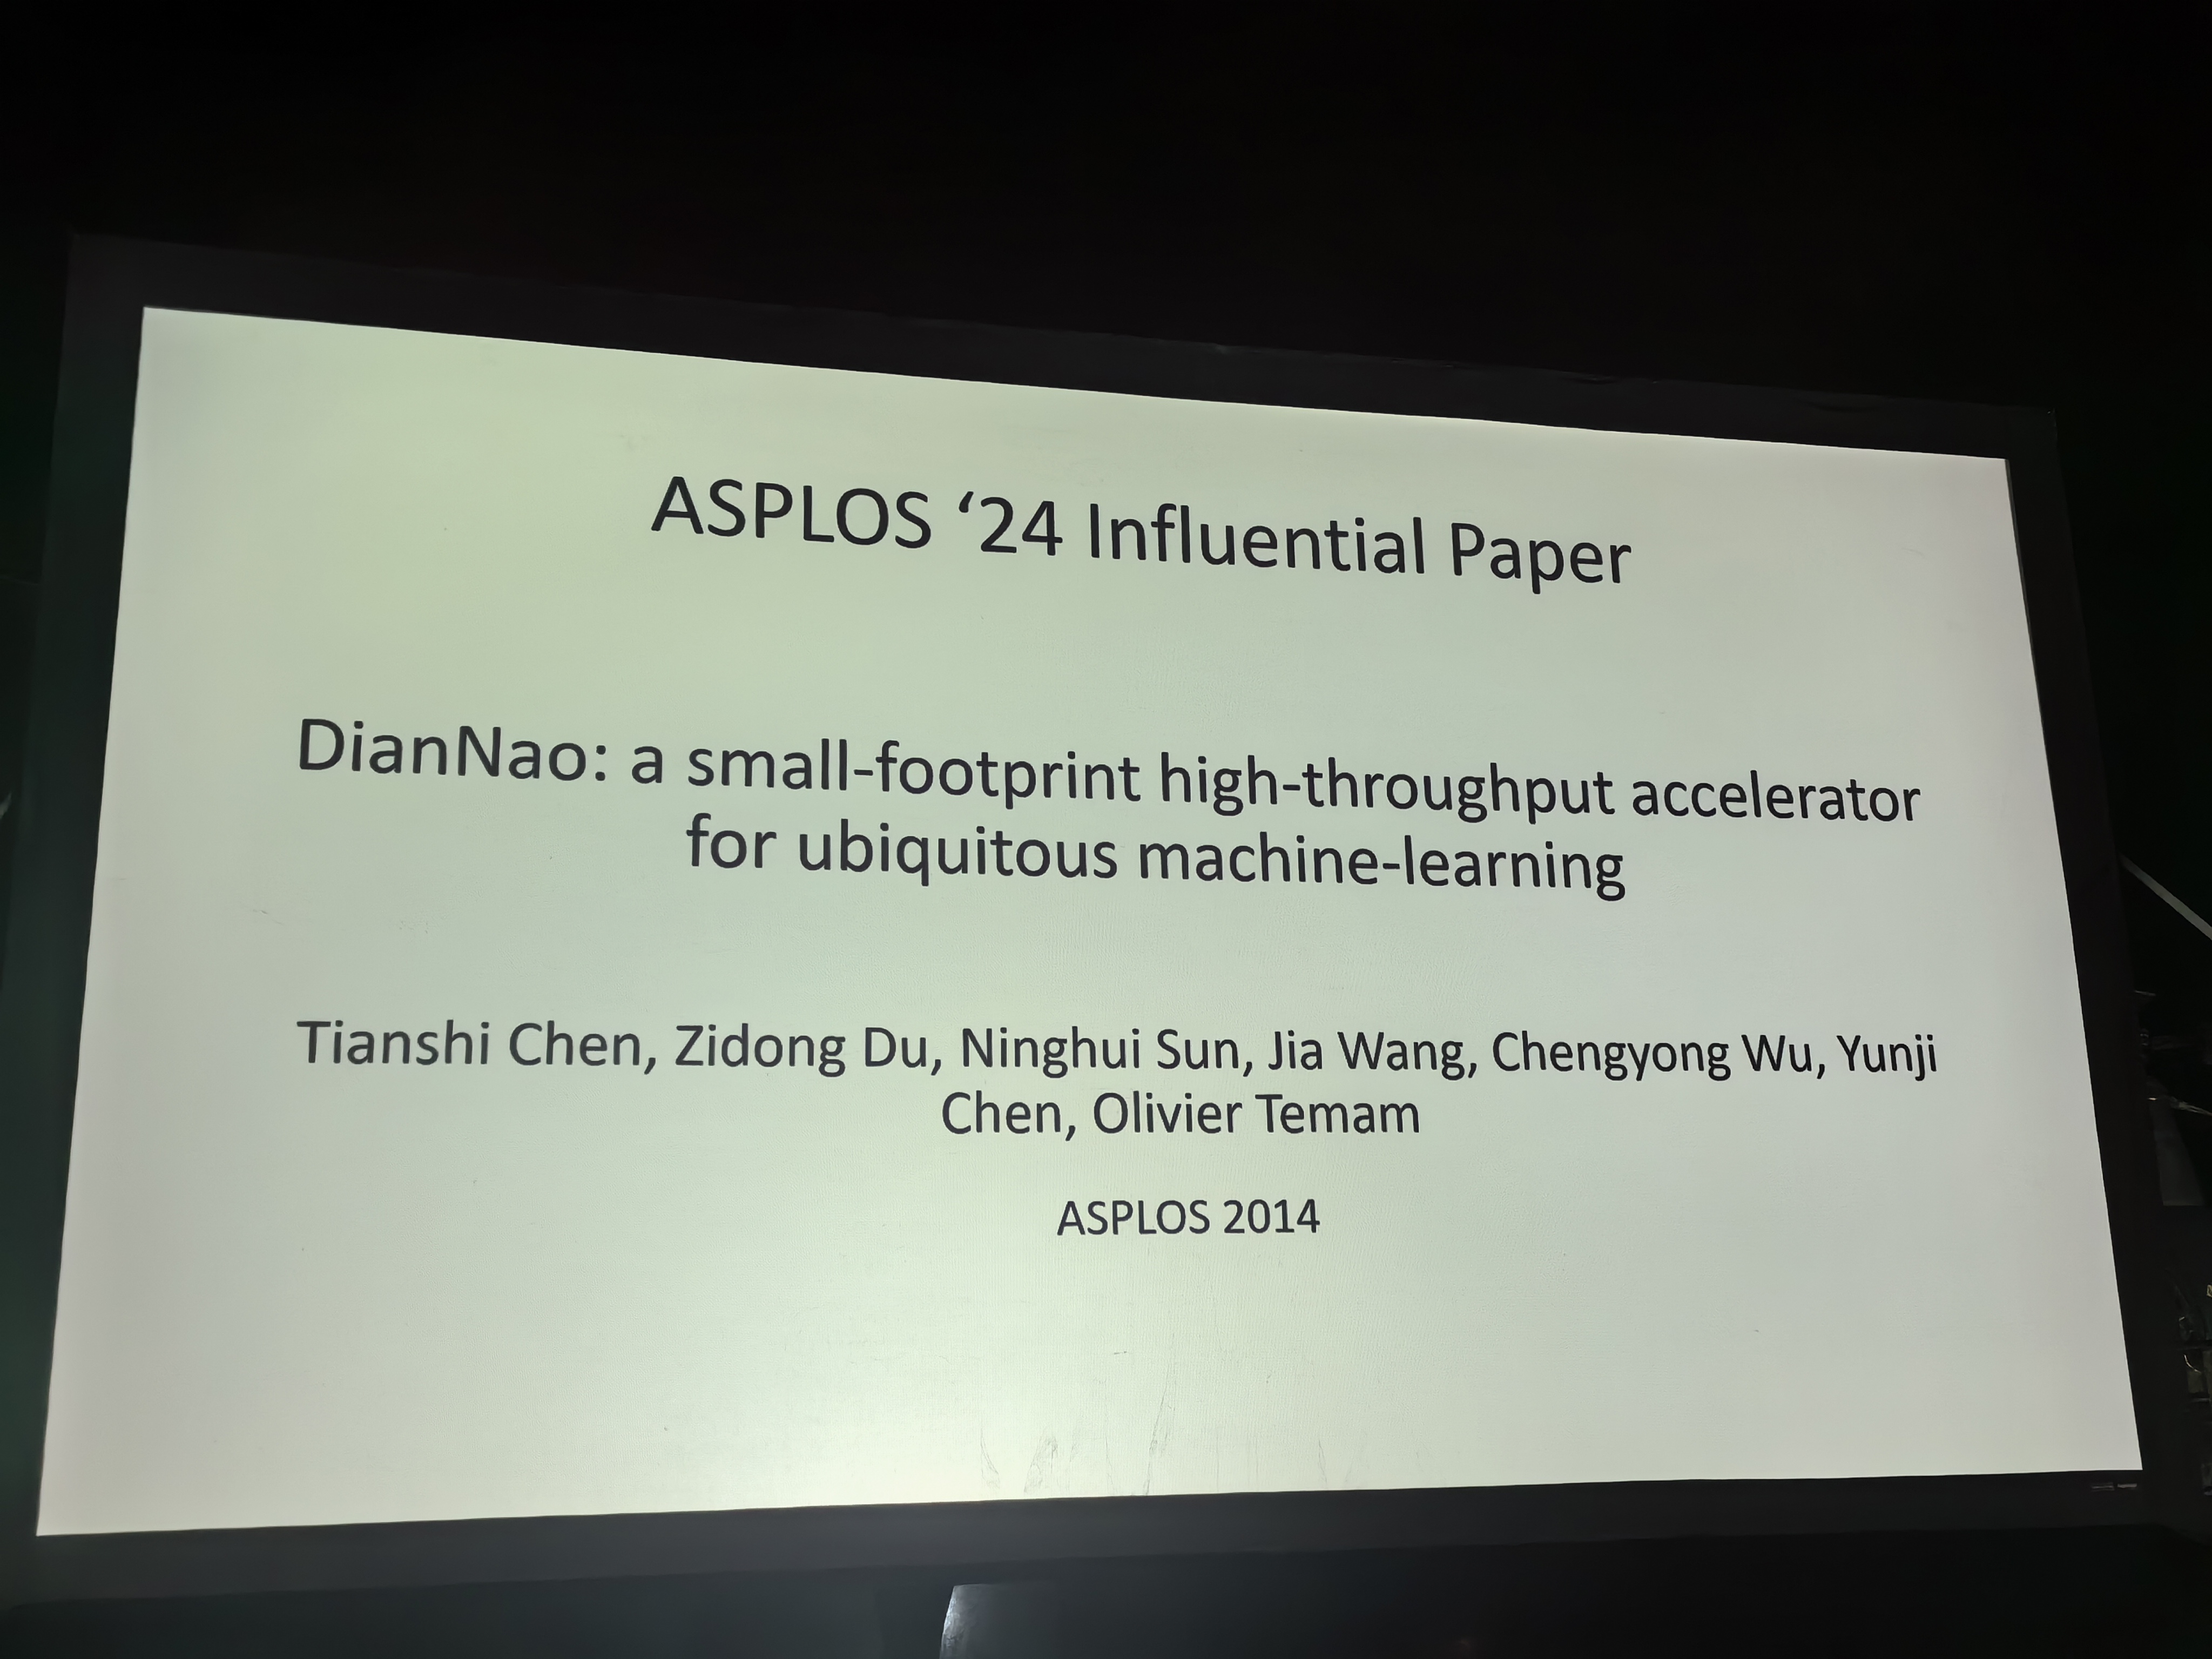 ASPLOS ‘24 Influential Paper
DianNao: a small-footprint high-throughput accelerator
for ubiquitous machine-learning
Tianshi Chen, Zidong Du, Ninghui Sun, Jia Wang, Chengyong Wu, Yunji
Chen, Olivier Temam
ASPLOS 2014